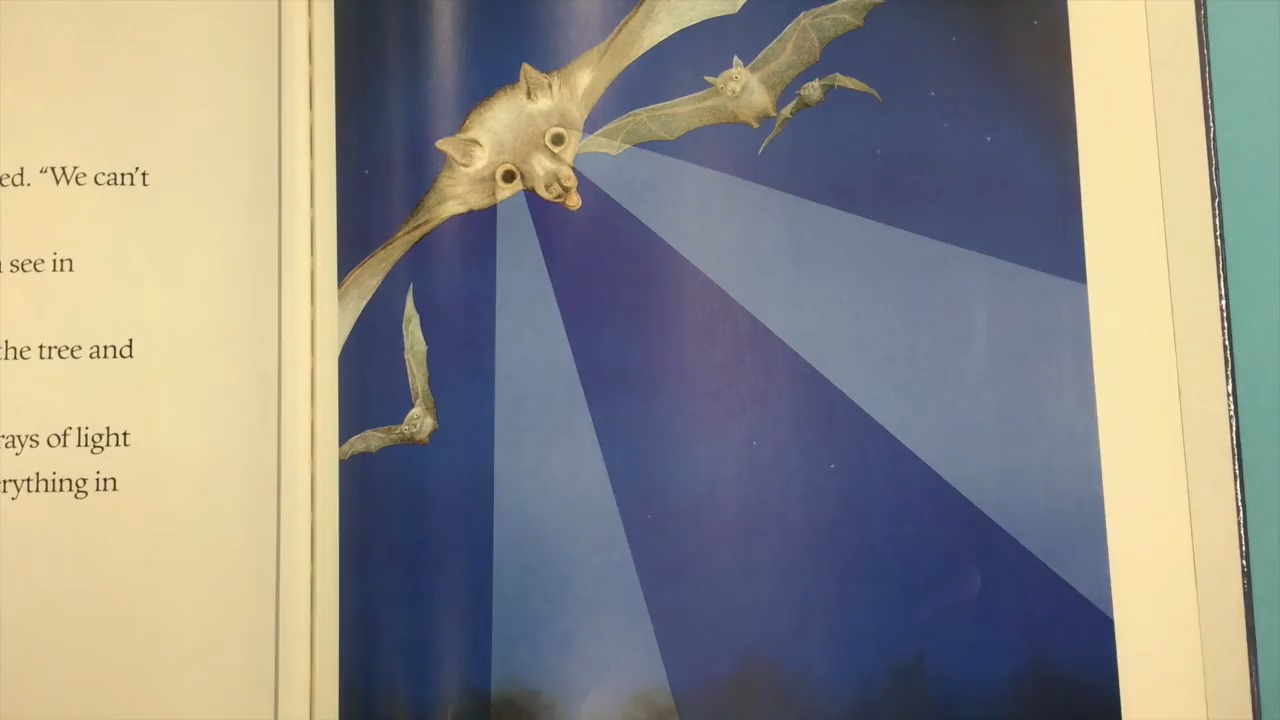 ed. “We can't
see in
the tree and
rays of light
rything in